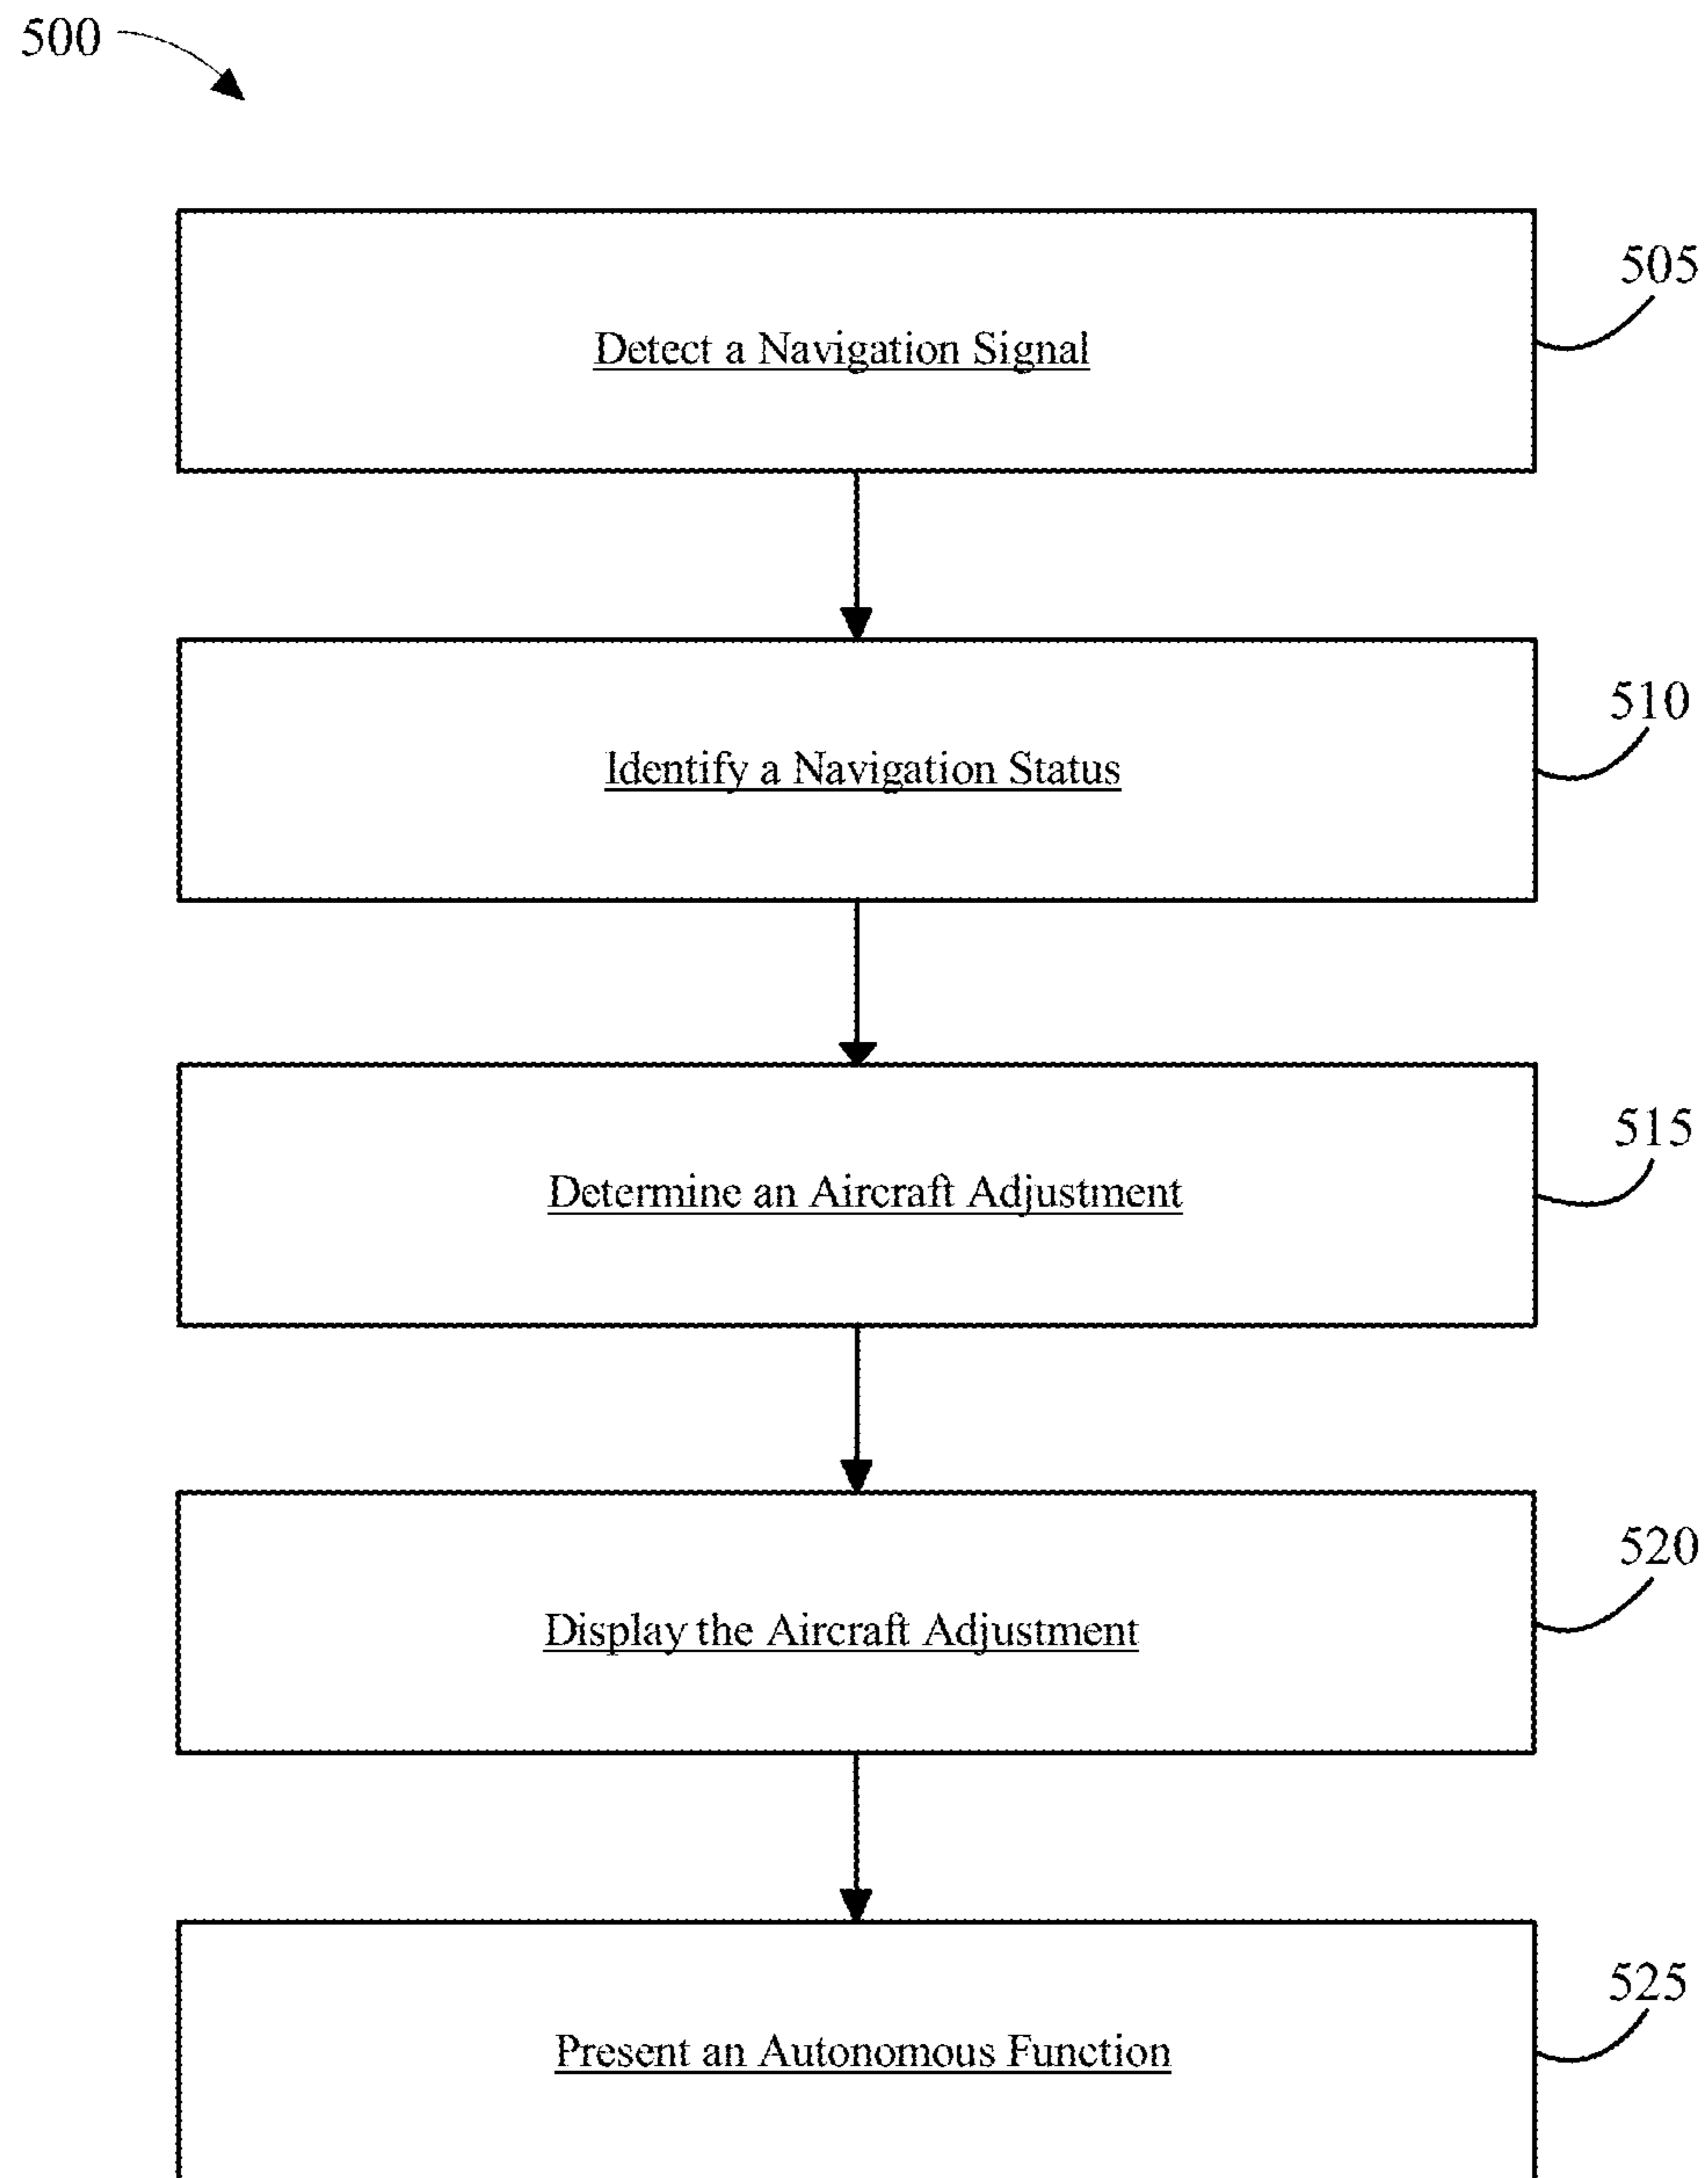 500
505
Detect a Navigation Signal
510
Identify a Navigation Status
515
Determine an Aircraft Adjustment
520
Display the Aircraft Adjustment
525
Present an Autonomous Function